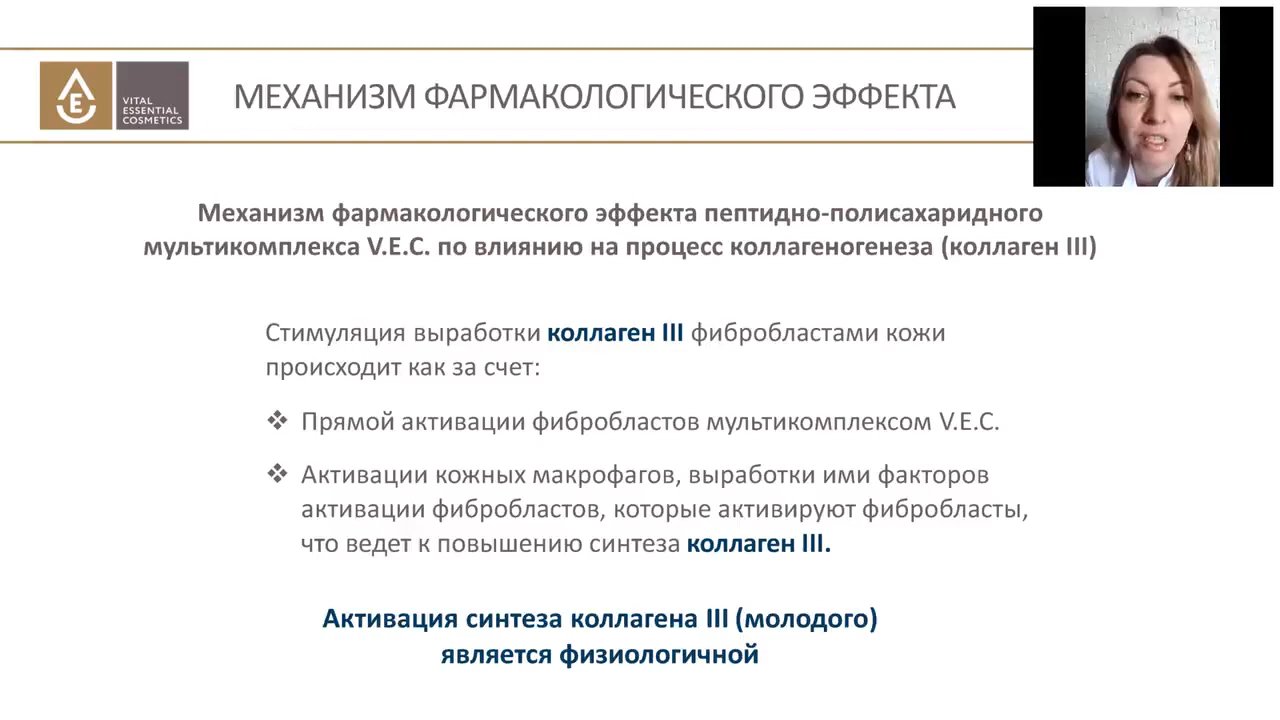 VITAL
ESSENTIAL
COSMETICS
МЕХАНИЗМ ФАРМАКОЛОГИЧЕСКОГО ЭФФЕКТА
Механизм фармакологического эффекта пептидно-полисахаридного
мультикомплекса V.E.C. по влиянию на процесс коллагеногенеза (коллаген III)
Стимуляция выработки коллаген III фибробластами кожи
происходит как за счет:
❖ Прямой активации фибробластов мультикомплексом V.E.C.
❖ Активации кожных макрофагов, выработки ими факторов
активации фибробластов, которые активируют фибробласты,
что ведет к повышению синтеза коллаген III.
Активация синтеза коллагена III (молодого)
является физиологичной